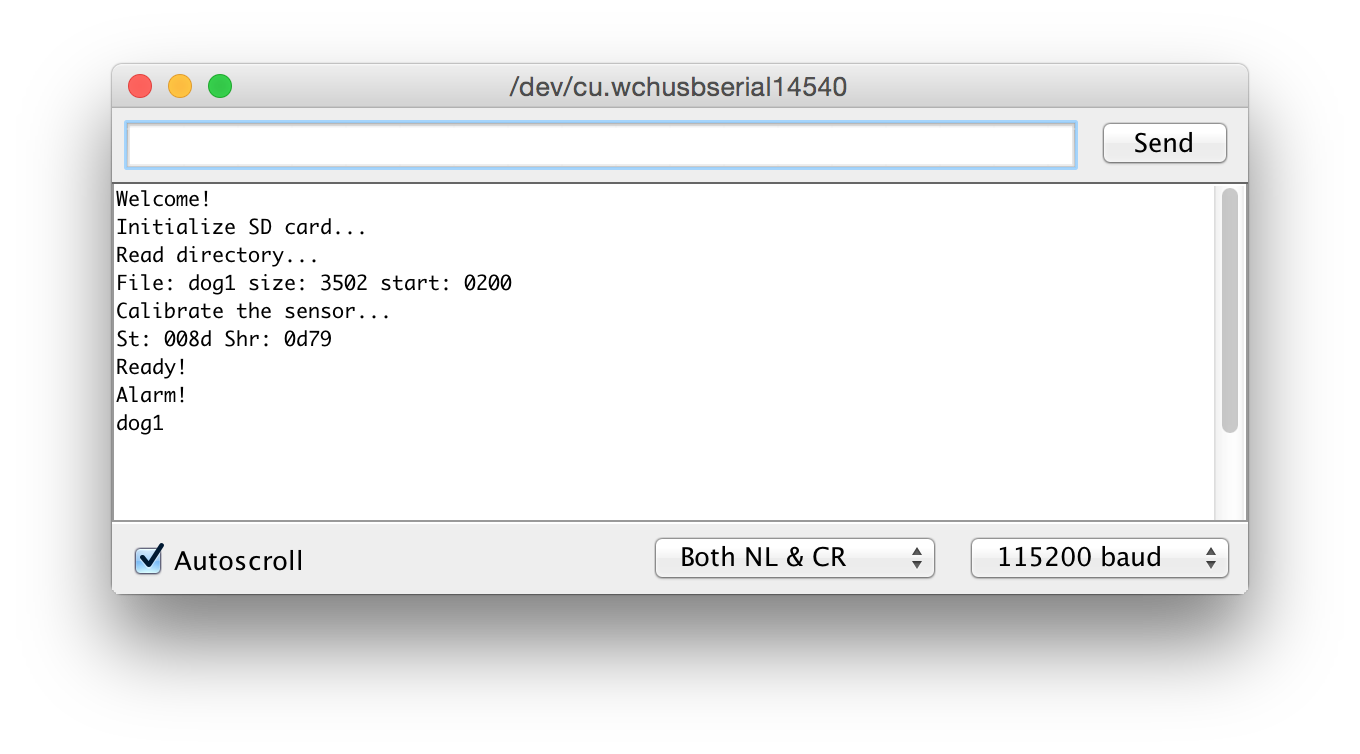 /dev/cu.wchusbserial14540
Send
Welcome!
Initialize SD card...
Read directory...
File: dog1 size: 3502 start: 0200
Calibrate the sensor...
St: 008d Shr: 0d79
Ready!
Alarm!
dog1
Autoscroll
Both NL & CR
115200 baud